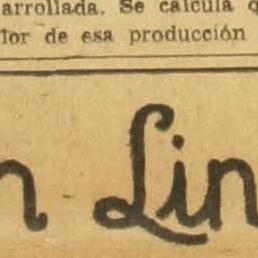 arrollada. Se calcula q
lor de esa producción
n Lin